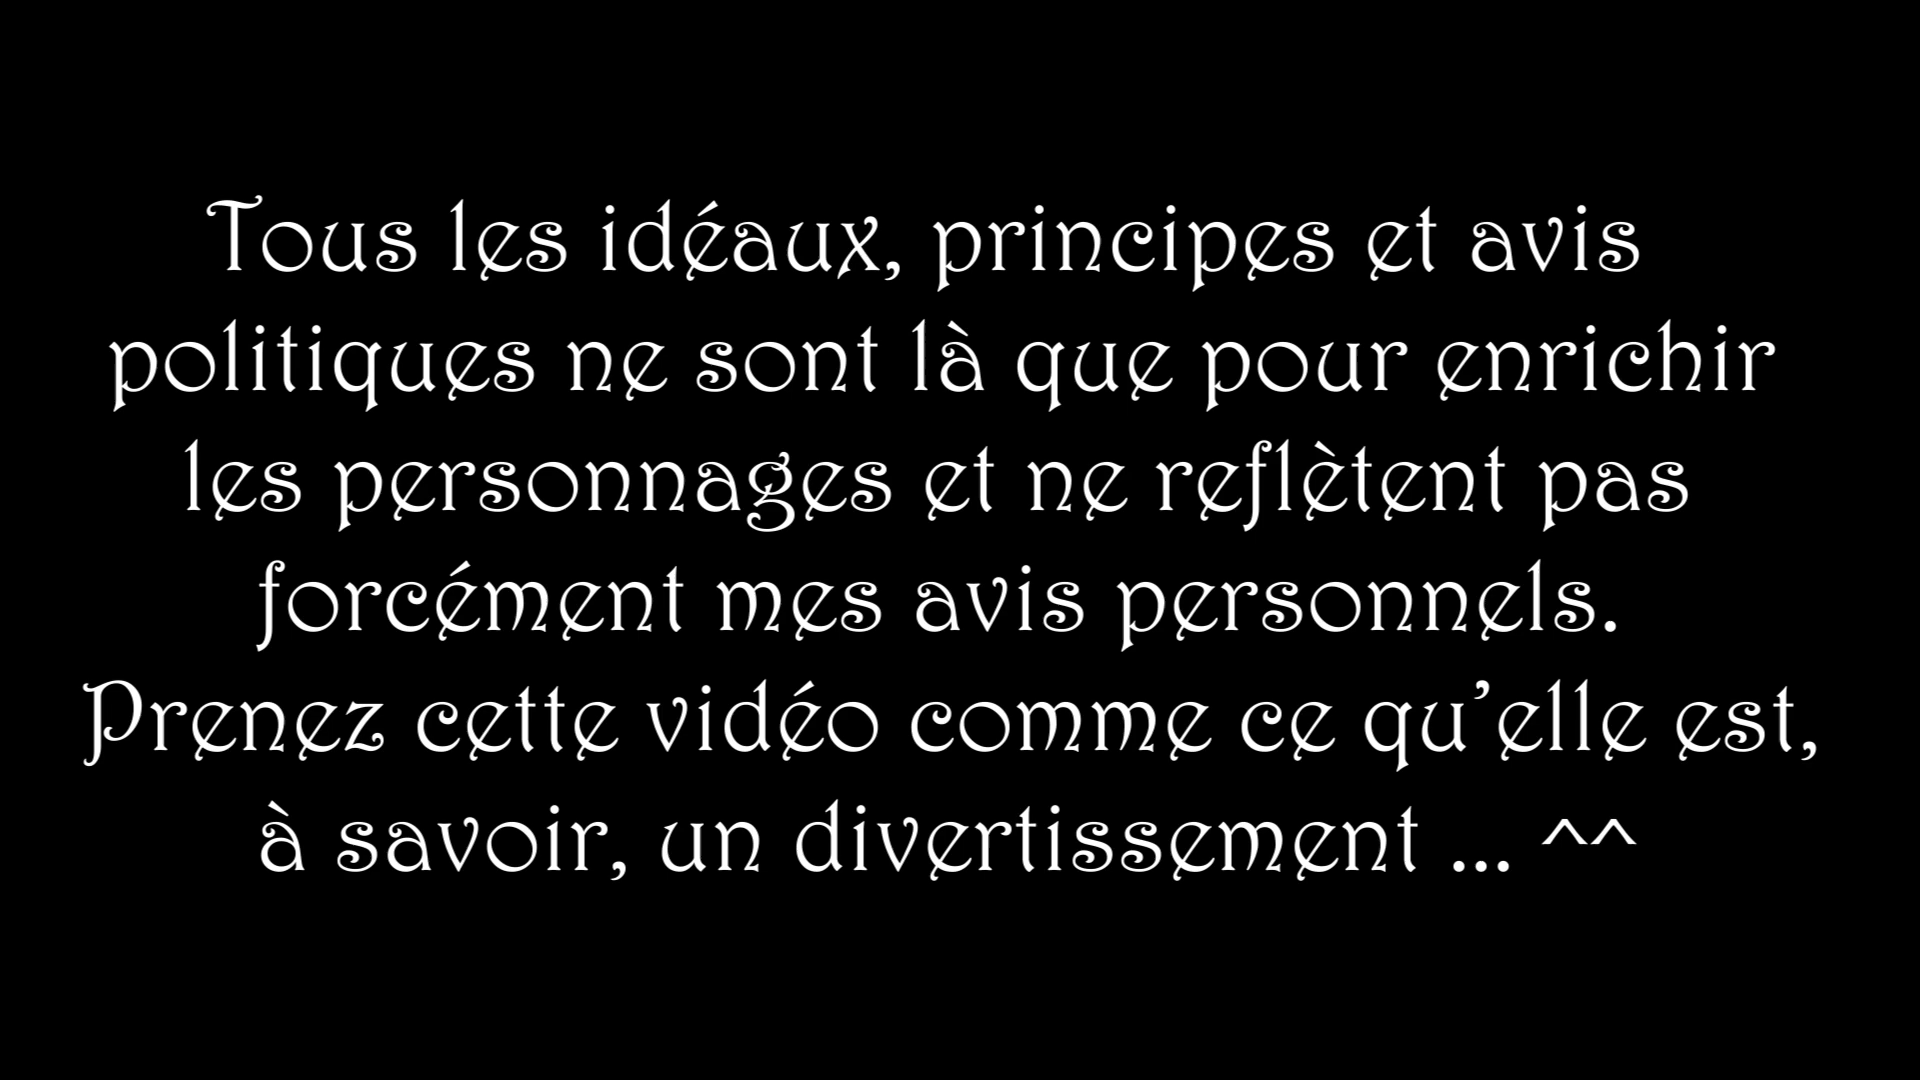 Tous les idéaux, principes et avis
politiques ne sont là que pour enrichir
les personnages et ne reflètent pas
forcément mes avis personnels.
Prenez cette vidéo comme ce qu'elle est,
à savoir, un divertissement ... ^^